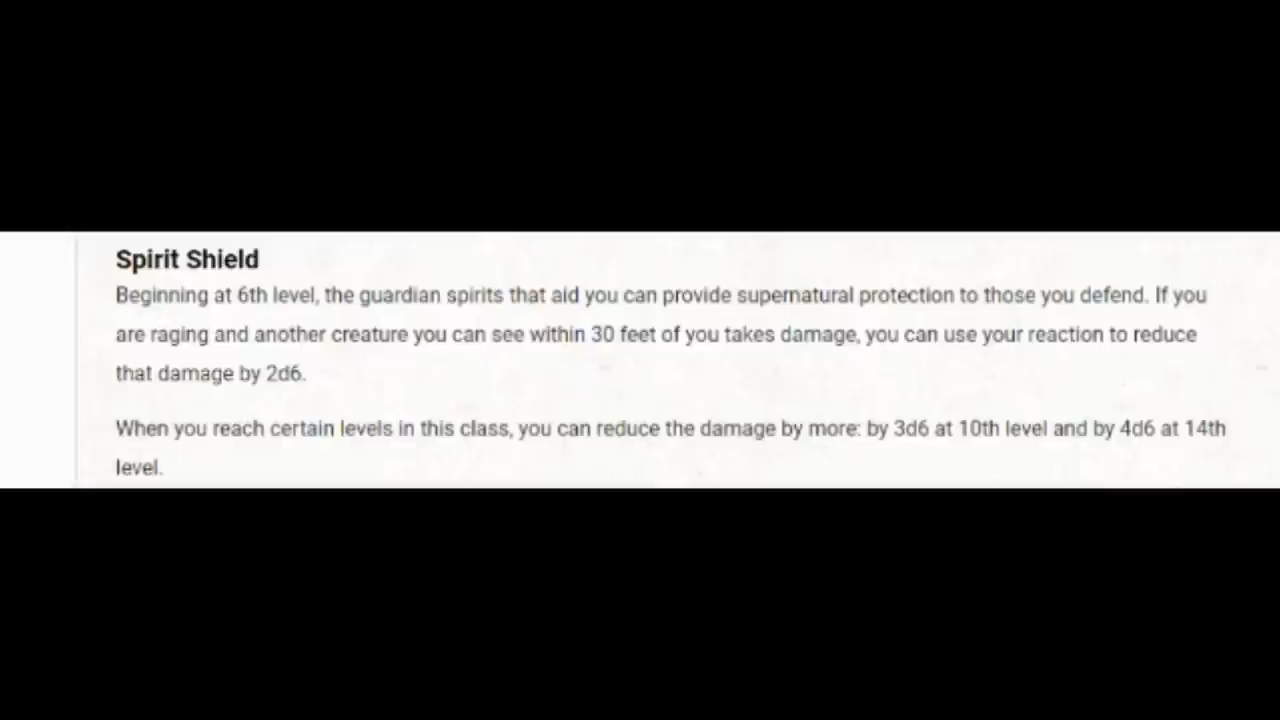 Spirit Shield
Beginning at 6th level, the guardian spirits that aid you can provide supernatural protection to those you defend. If you
are raging and another creature you can see within 30 feet of you takes damage, you can use your reaction to reduce
that damage by 2d6.
When you reach certain levels in this class, you can reduce the damage by more: by 3d6 at 10th level and by 4d6 at 14th
level.